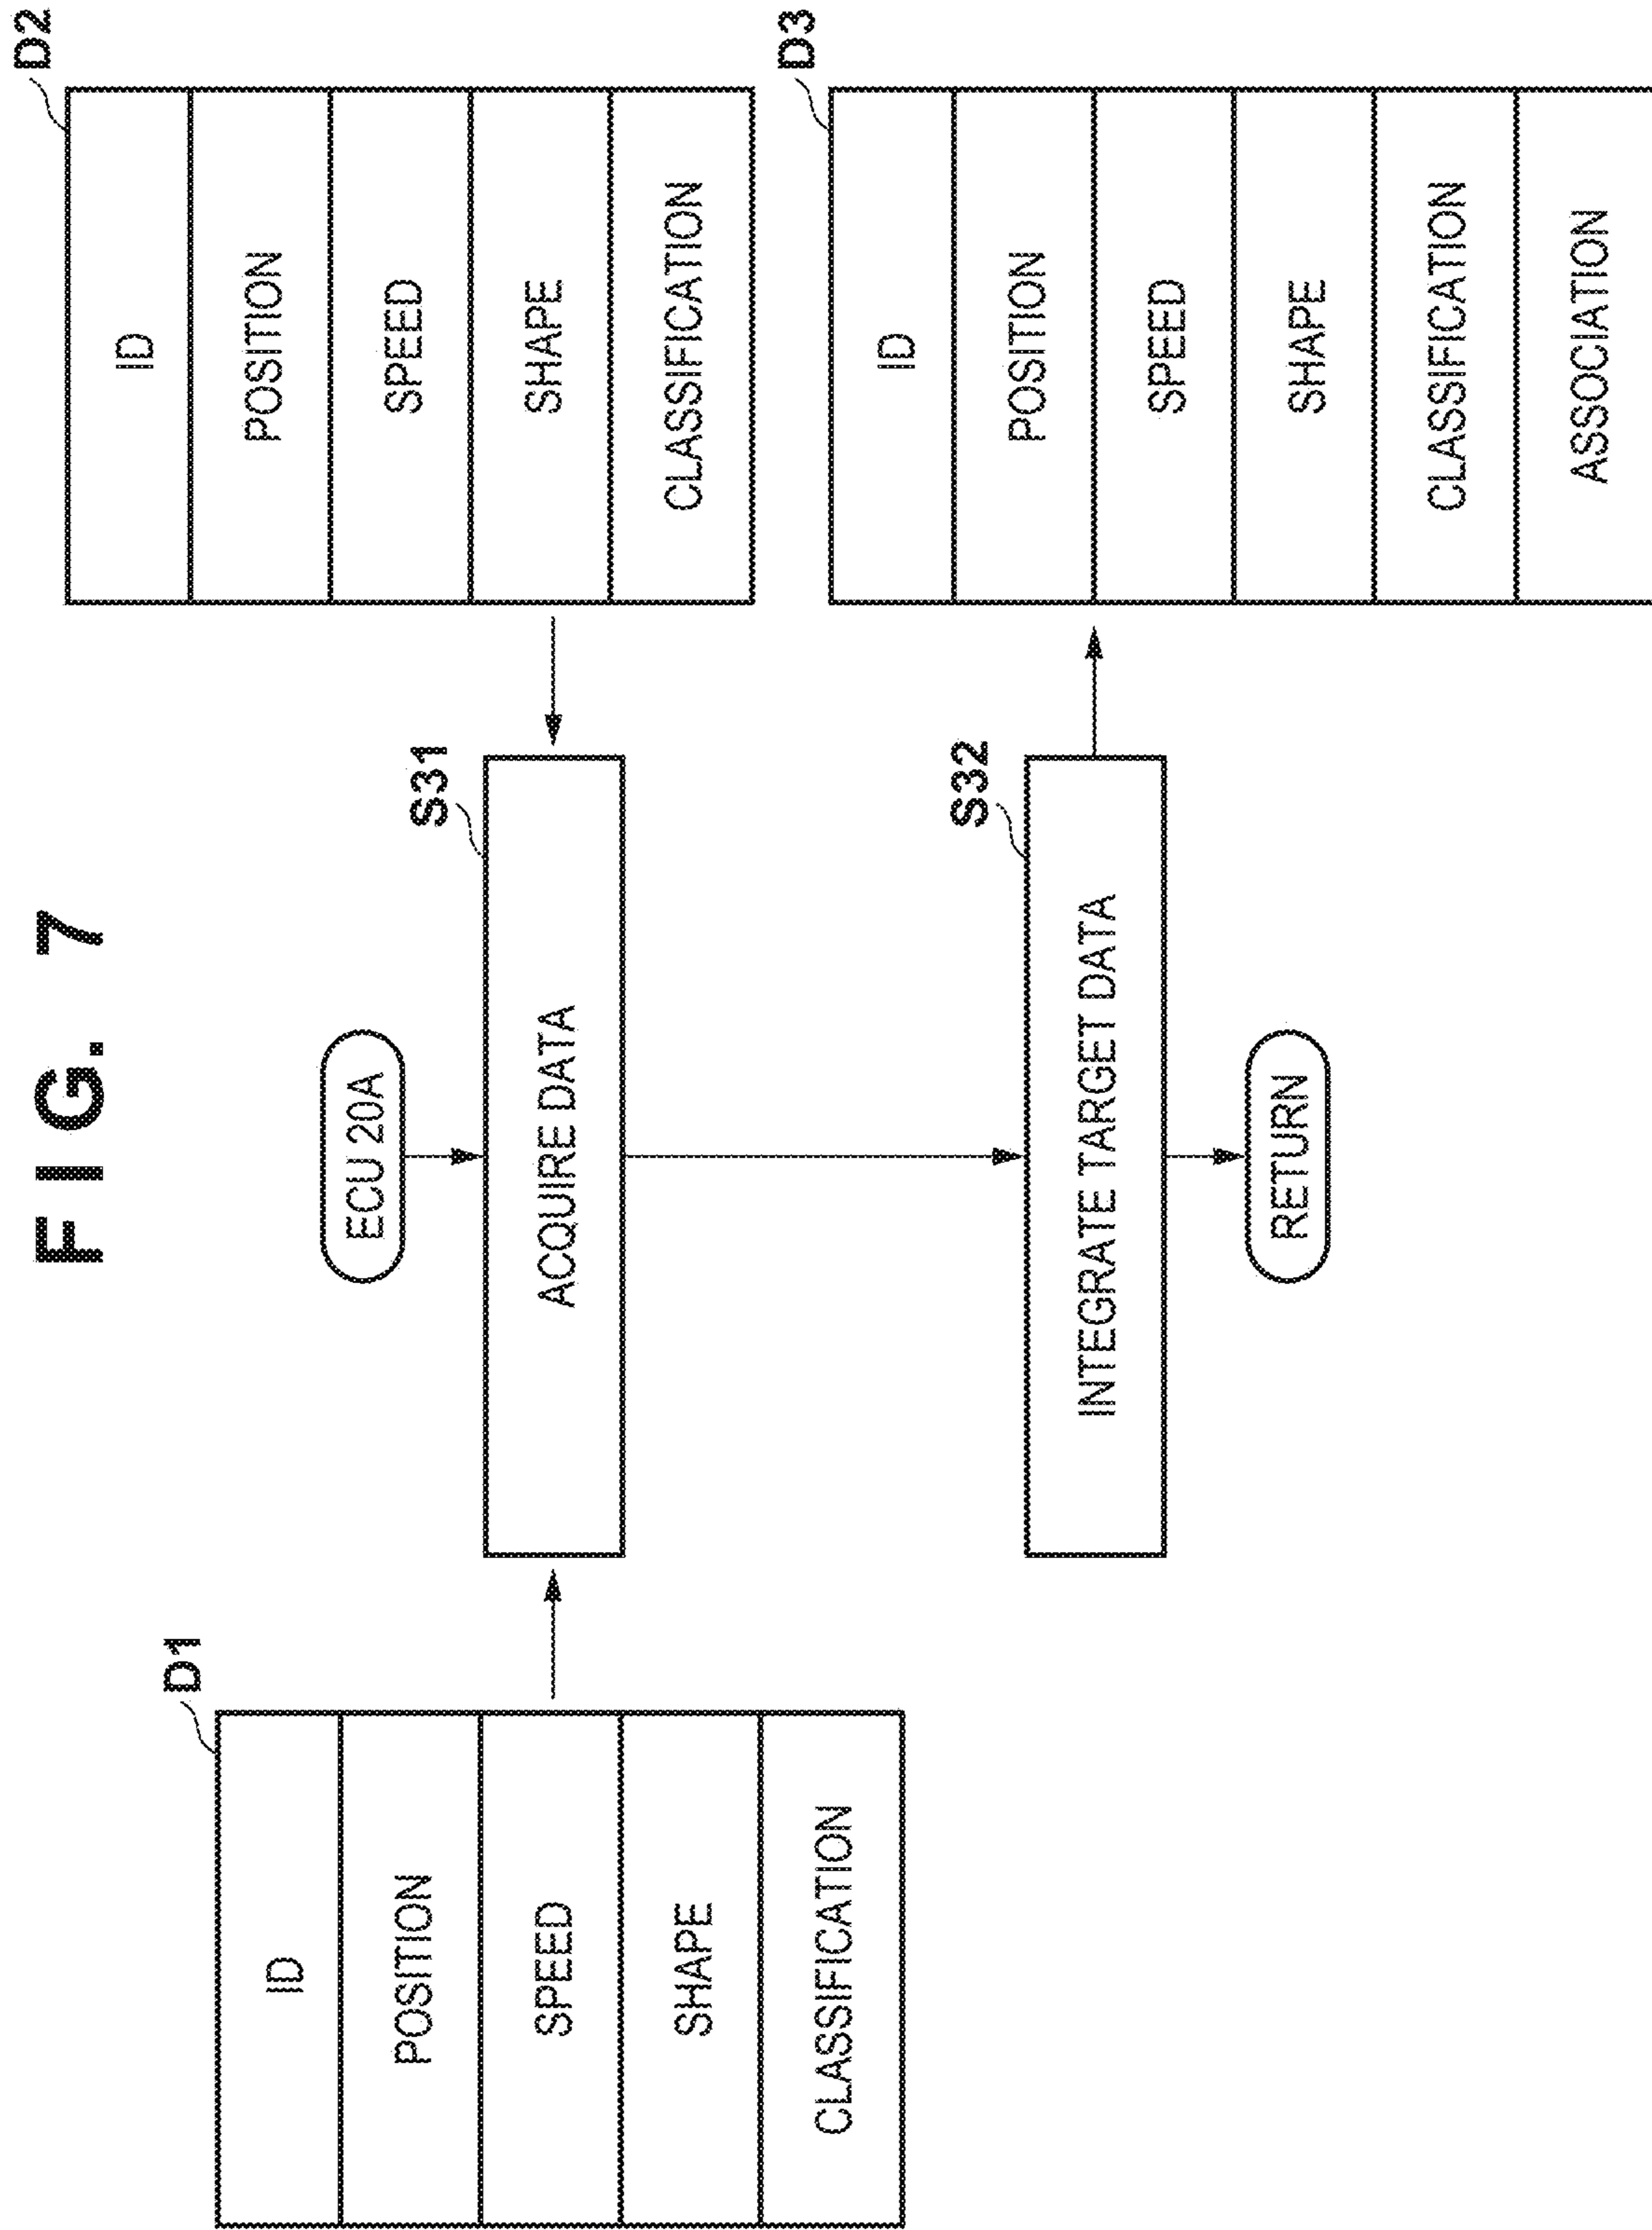 FIG. 7
D1
ID
POSITION
SPEED
SHAPE
CLASSIFICATION
ECU 20A
S31
ACQUIRE DATA
S32
INTEGRATE TARGET DATA
RETURN
D2
ID
POSITION
SPEED
SHAPE
CLASSIFICATION
D3
ID
POSITION
SPEED
SHAPE
CLASSIFICATION
ASSOCIATION